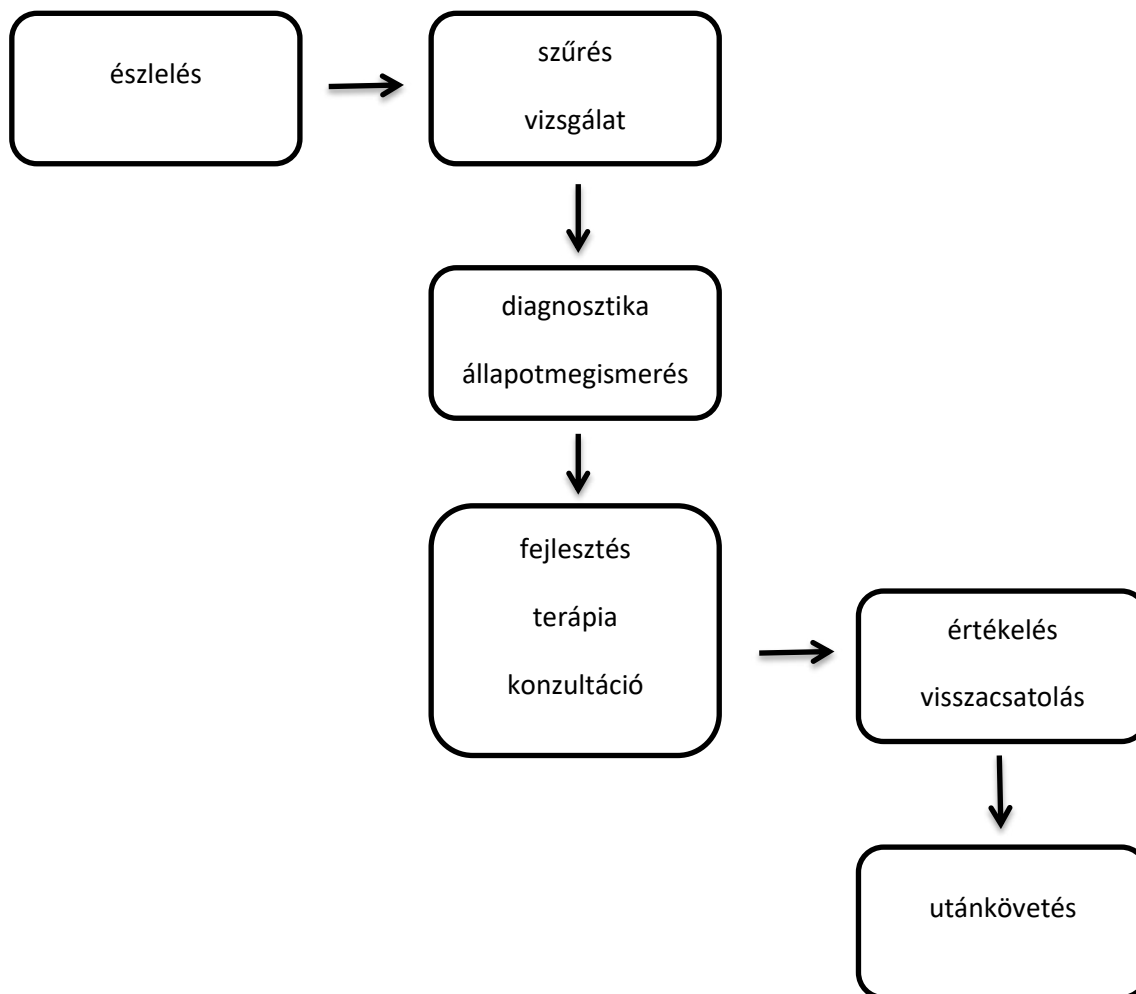 észlelés
szűrés
vizsgálat
diagnosztika
állapotmegismerés
fejlesztés
terápia
konzultáció
értékelés
visszacsatolás
utánkövetés